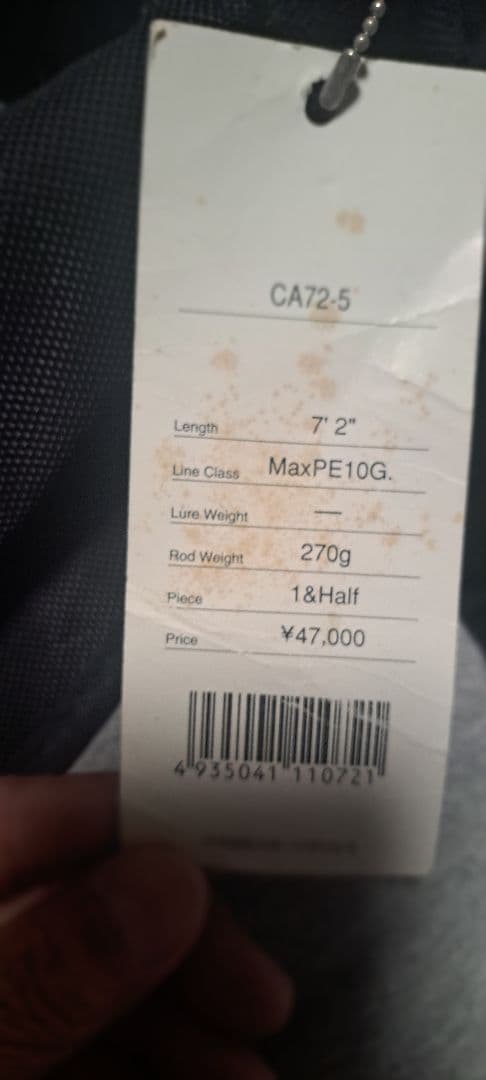 CA72-5
Length 7' 2"
Line Class MaxPE10G.
Lure Weight —
Rod Weight 270g
Piece 1&Half
Price ¥47,000
4 935041 110721